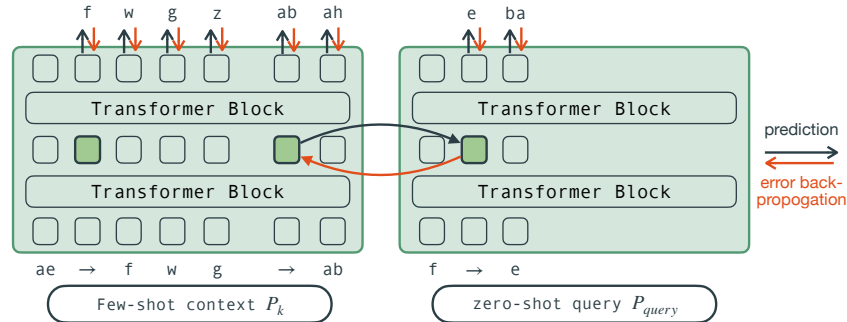 f w g z ab ah
e ba
Transformer Block
Transformer Block
prediction
error back-
propogation
Transformer Block
Transformer Block
ae → f w g → ab
f → e
Few-shot context P_k
zero-shot query P_query